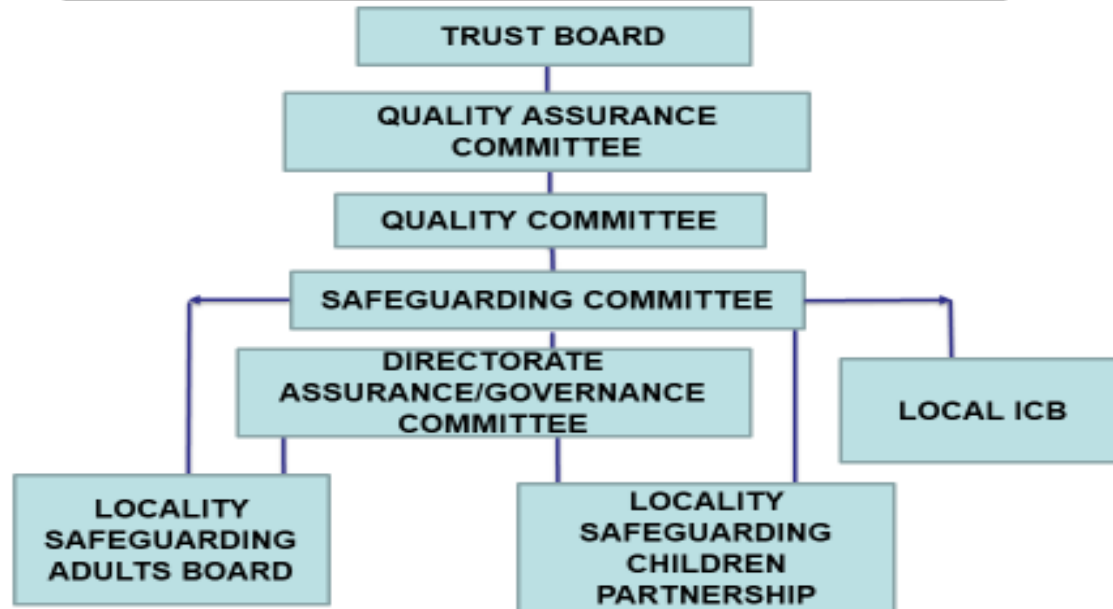 TRUST BOARD
QUALITY ASSURANCE
COMMITTEE
QUALITY COMMITTEE
SAFEGUARDING COMMITTEE
DIRECTORATE
ASSURANCE/GOVERNANCE
COMMITTEE
LOCAL ICB
LOCALITY
SAFEGUARDING
ADULTS BOARD
LOCALITY
SAFEGUARDING
CHILDREN
PARTNERSHIP